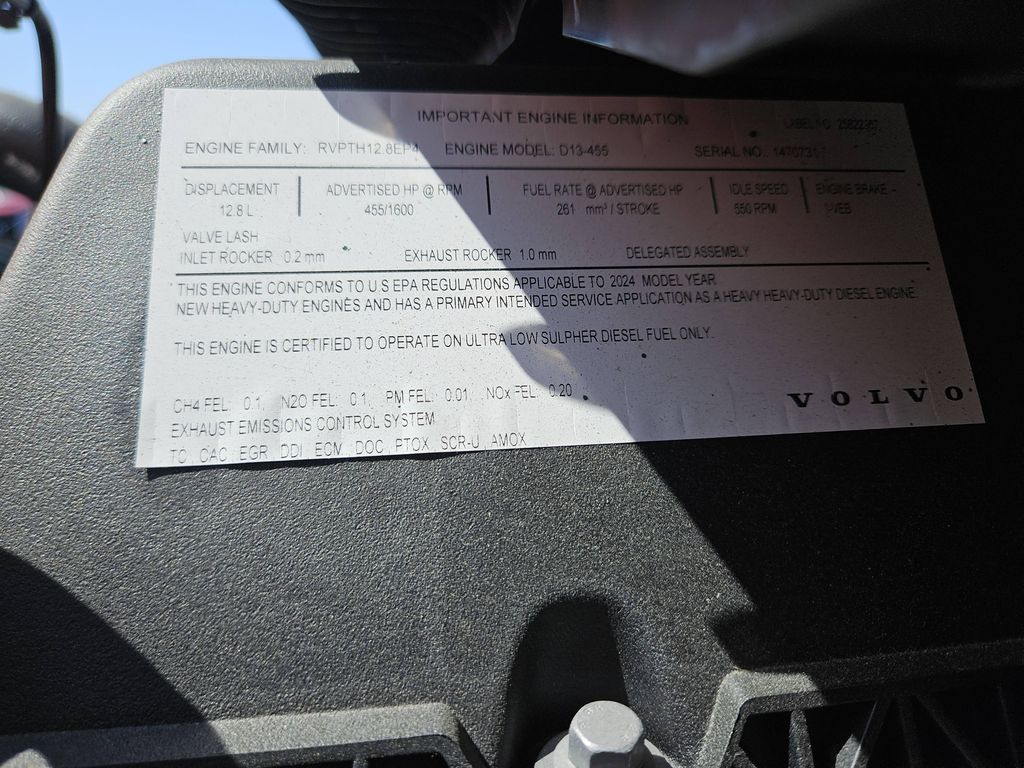 IMPORTANT ENGINE INFORMATION
LABEL NO. 25822367
ENGINE FAMILY: RVPTH12.8EP4 ENGINE MODEL: D13-455 SERIAL NO.:
DISPLACEMENT ADVERTISED HP @ RPM FUEL RATE @ ADVERTISED HP IDLE SPEED ENGINE BRAKE -
12.8 L 455/1600 261 mm³ / STROKE 550 RPM
VALVE LASH
INLET ROCKER 0.2 mm EXHAUST ROCKER 1.0 mm DELEGATED ASSEMBLY
THIS ENGINE CONFORMS TO U S EPA REGULATIONS APPLICABLE TO 2024 MODEL YEAR
NEW HEAVY-DUTY ENGINES AND HAS A PRIMARY INTENDED SERVICE APPLICATION AS A HEAVY HEAVY-DUTY DIESEL ENGINE.
THIS ENGINE IS CERTIFIED TO OPERATE ON ULTRA LOW SULPHER DIESEL FUEL ONLY.
CH4 FEL: 0.1, N2O FEL: 0.1, PM FEL: 0.01, NOx FEL: 0.20
EXHAUST EMISSIONS CONTROL SYSTEM
TC, CAC, EGR, DDI, ECM, DOC, PTOX, SCR-U, AMOX
VOLVO